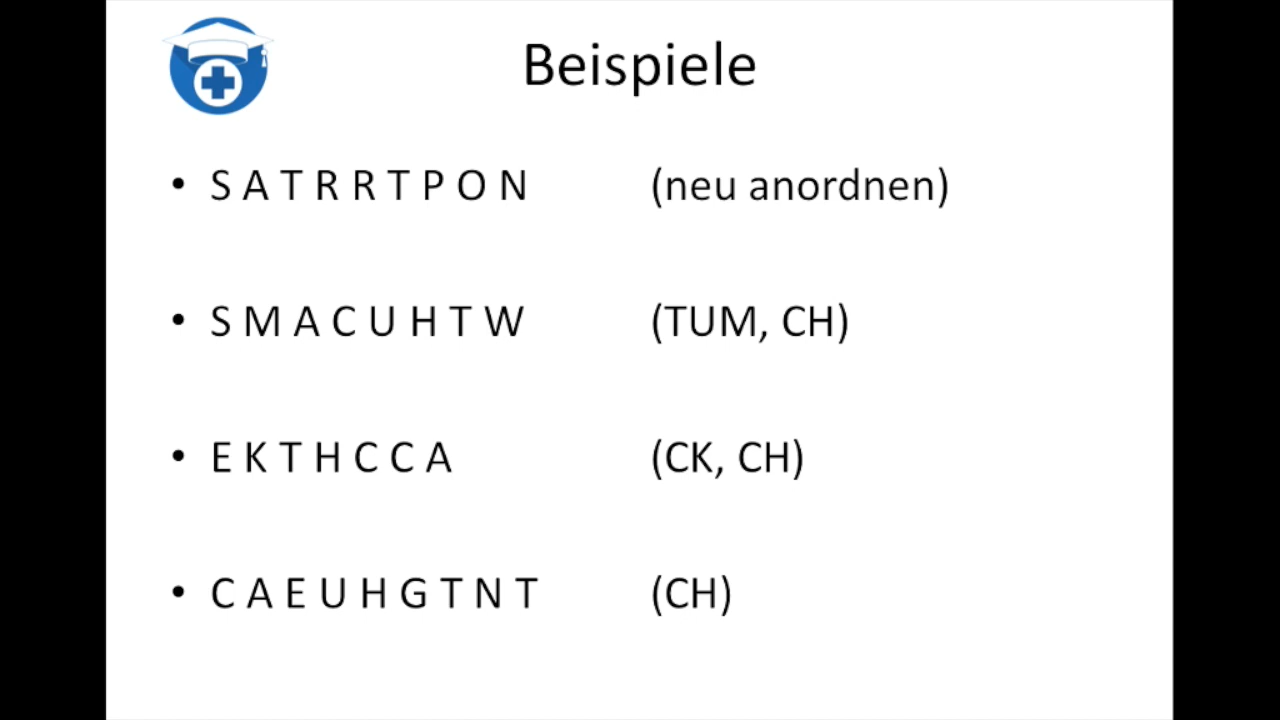 Beispiele
• S A T R R T P O N (neu anordnen)
• S M A C U H T W (TUM, CH)
• E K T H C C A (CK, CH)
• C A E U H G T N T (CH)